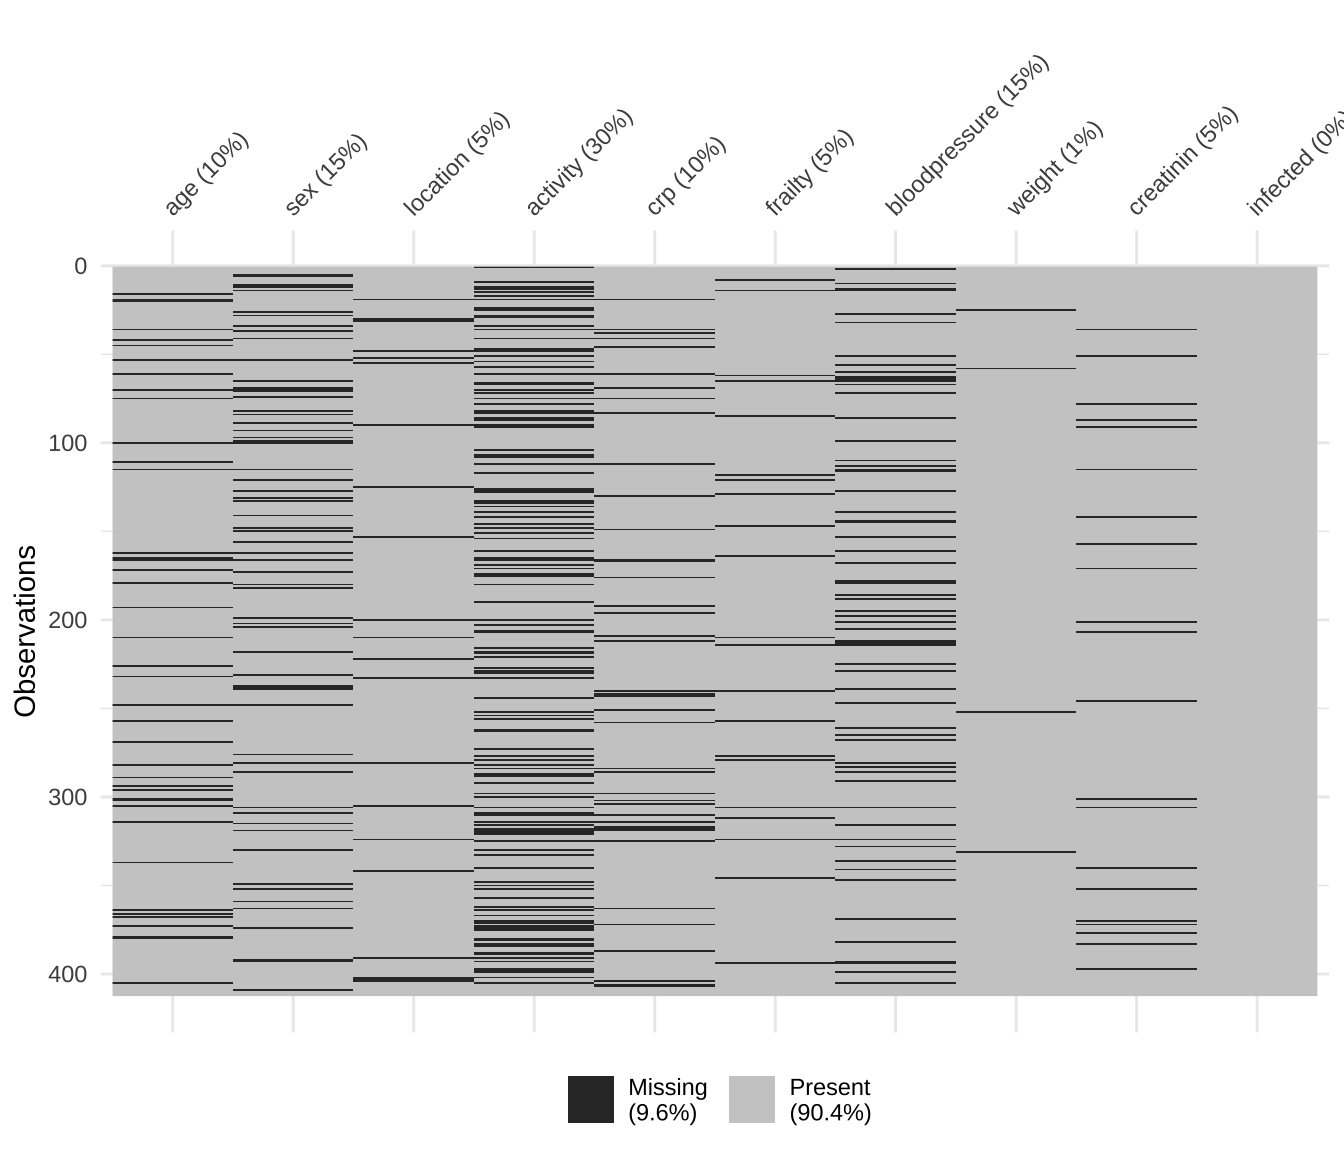 age (10%)
sex (15%)
location (5%)
activity (30%)
crp (10%)
frailty (5%)
bloodpressure (15%)
weight (1%)
creatinin (5%)
infected (0%
0
100
200
300
400
Observations
Missing
(9.6%)
Present
(90.4%)